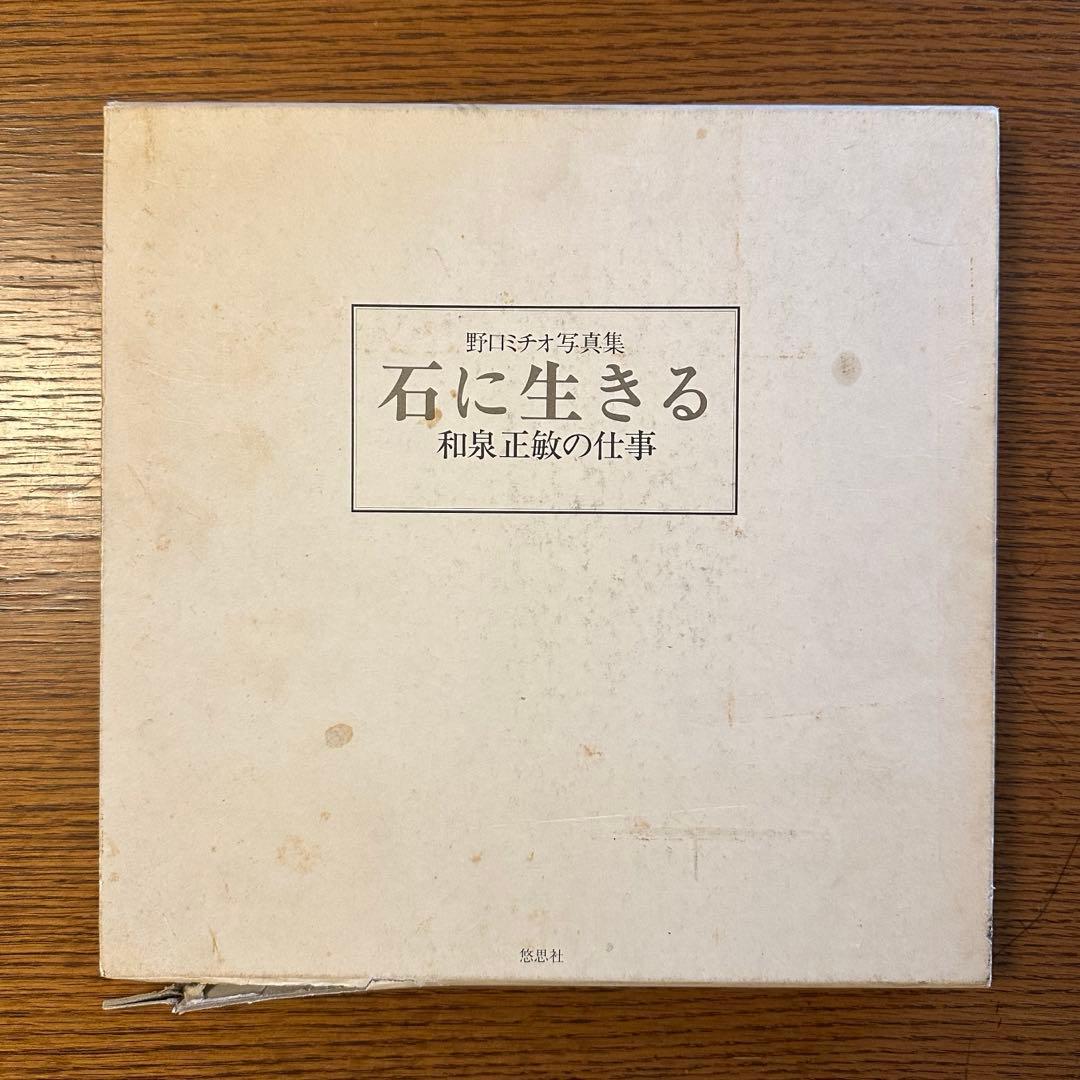 野口ミチオ写真集
石に生きる
和泉正敏の仕事
悠思社